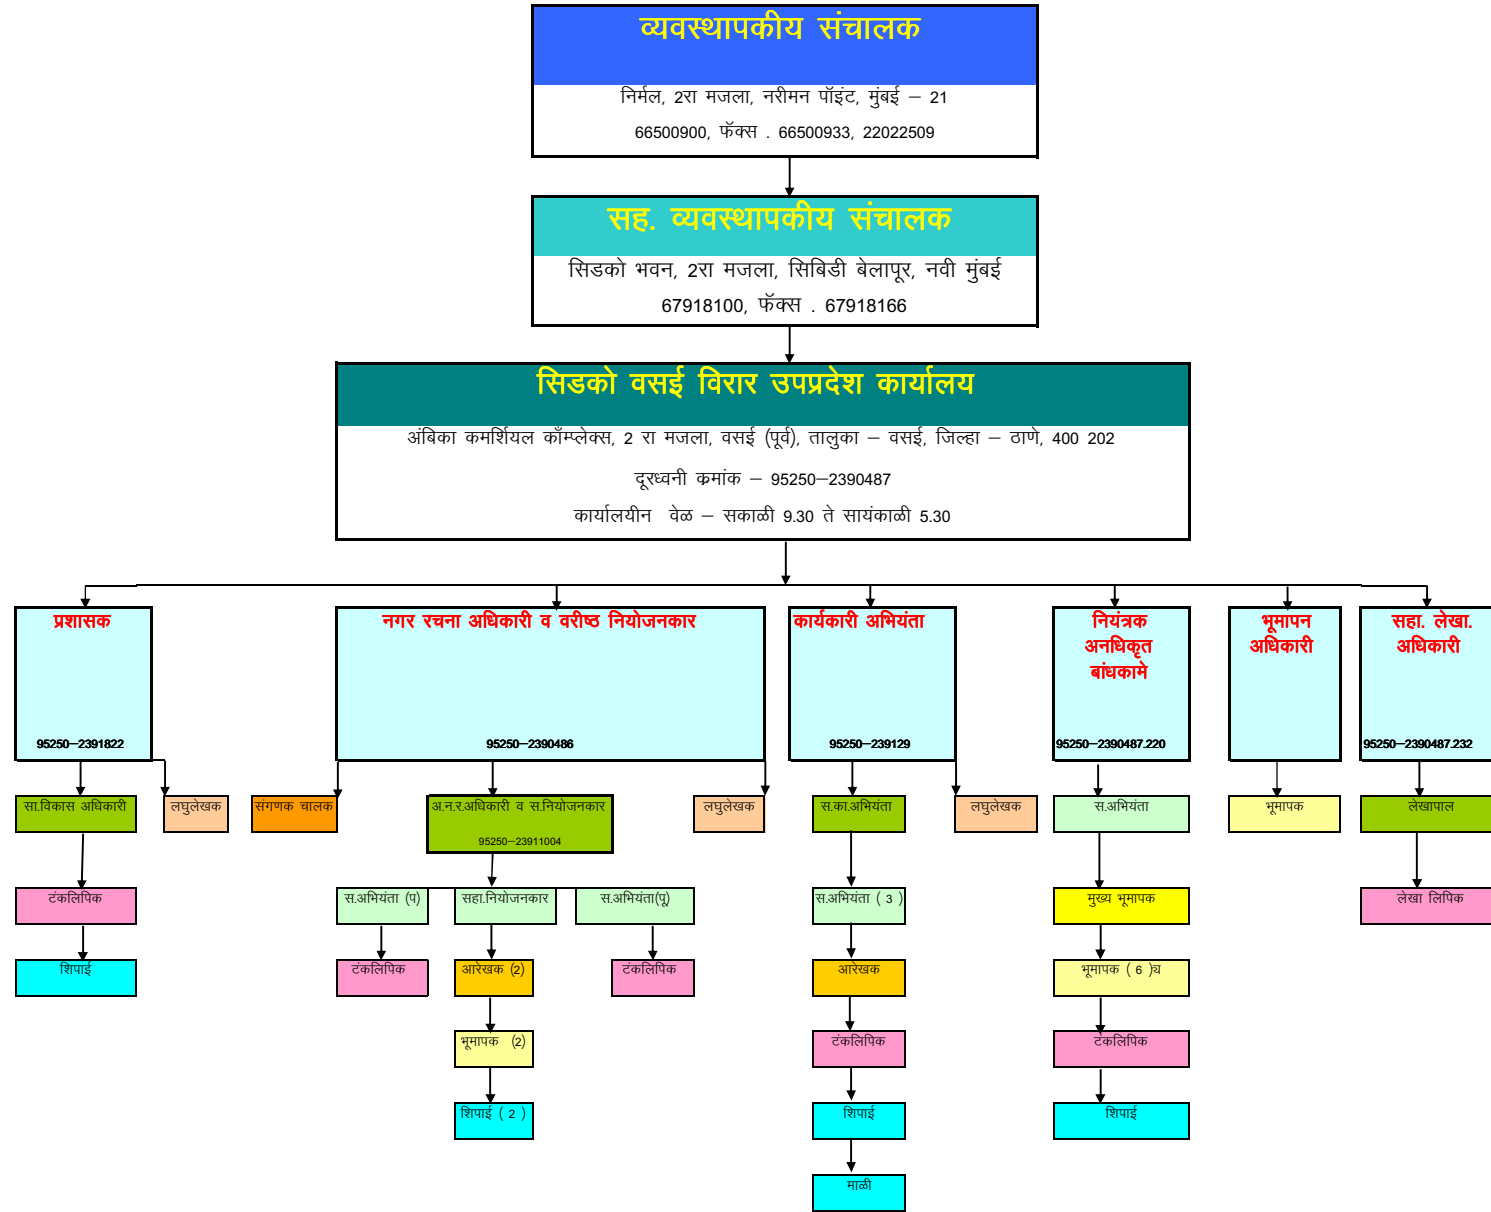 व्यवस्थापकीय संचालक
निर्मल, 2रा मजला, नरीमन पॉइंट, मुंबई – 21
66500900, फॅक्स . 66500933, 22022509
सह. व्यवस्थापकीय संचालक
सिडको भवन, 2रा मजला, सिबिडी बेलापूर, नवी मुंबई
67918100, फॅक्स . 67918166
सिडको वसई विरार उपप्रदेश कार्यालय
अंबिका कमर्शियल कॉम्प्लेक्स, 2 रा मजला, वसई (पूर्व), तालुका – वसई, जिल्हा – ठाणे, 400 202
दूरध्वनी क्रमांक – 95250–2390487
कार्यालयीन वेळ – सकाळी 9.30 ते सायंकाळी 5.30
प्रशासक
95250–2391822
नगर रचना अधिकारी व वरीष्ठ नियोजनकार
95250–2390486
कार्यकारी अभियंता
95250–239129
नियंत्रक
अनधिकृत
बांधकामे
95250–2390487.220
भूमापन
अधिकारी
सहा. लेखा.
अधिकारी
95250–2390487.232
सा.विकास अधिकारी
लघुलेखक
संगणक चालक
अ.न.र.अधिकारी व स.नियोजनकार
95250–23911004
लघुलेखक
स.का.अभियंता
लघुलेखक
स.अभियंता
भूमापक
लेखापाल
टंकलिपिक
स.अभियंता (प)
सहा.नियोजनकार
स.अभियंता(पू)
स.अभियंता ( 3 )
मुख्य भूमापक
लेखा लिपिक
शिपाई
टंकलिपिक
आरेखक (2)
टंकलिपिक
आरेखक
भूमापक ( 6 )च
भूमापक (2)
टंकलिपिक
टंकलिपिक
शिपाई ( 2 )
शिपाई
शिपाई
माळी